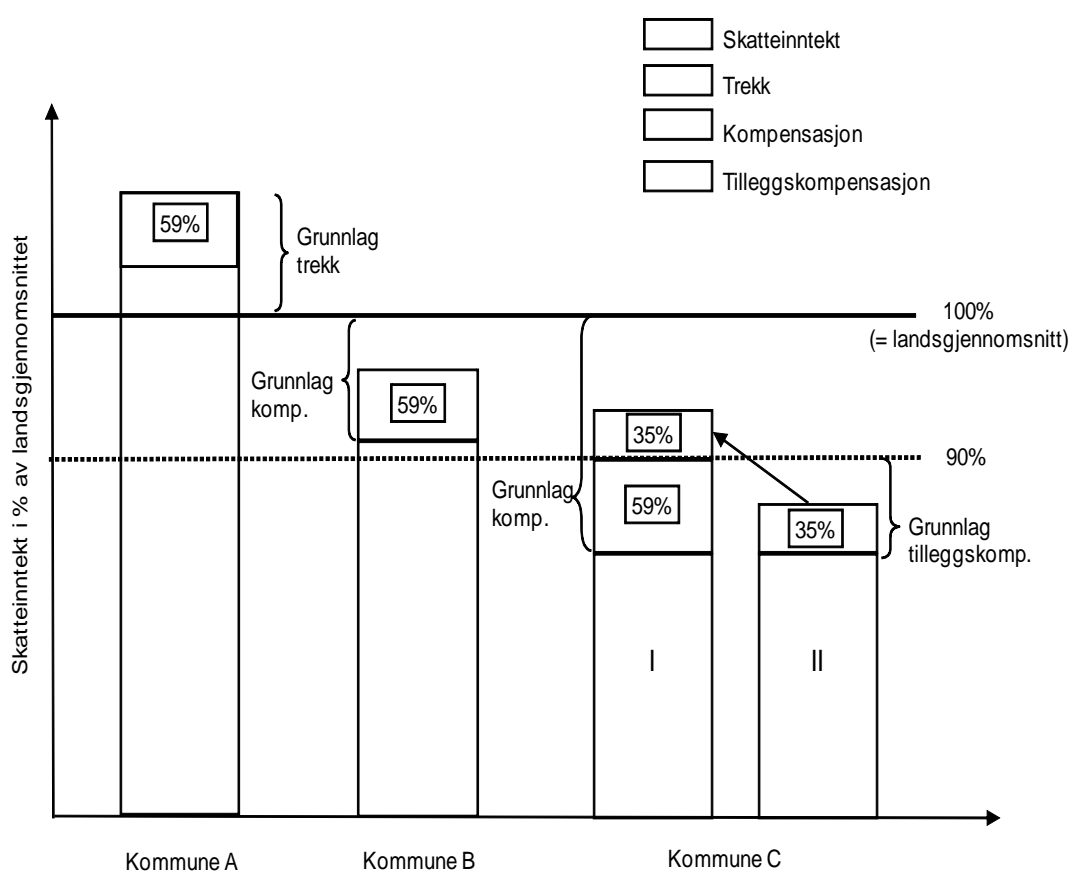 Skatteinntekt
Trekk
Kompensasjon
Tilleggskompensasjon
Skatteinntekt i % av landsgjennomsnittet
59%
Grunnlag
trekk
100%
(= landsgjennomsnitt)
Grunnlag
komp.
59%
35%
90%
Grunnlag
komp.
59%
35%
Grunnlag
tilleggskomp.
I
II
Kommune A
Kommune B
Kommune C